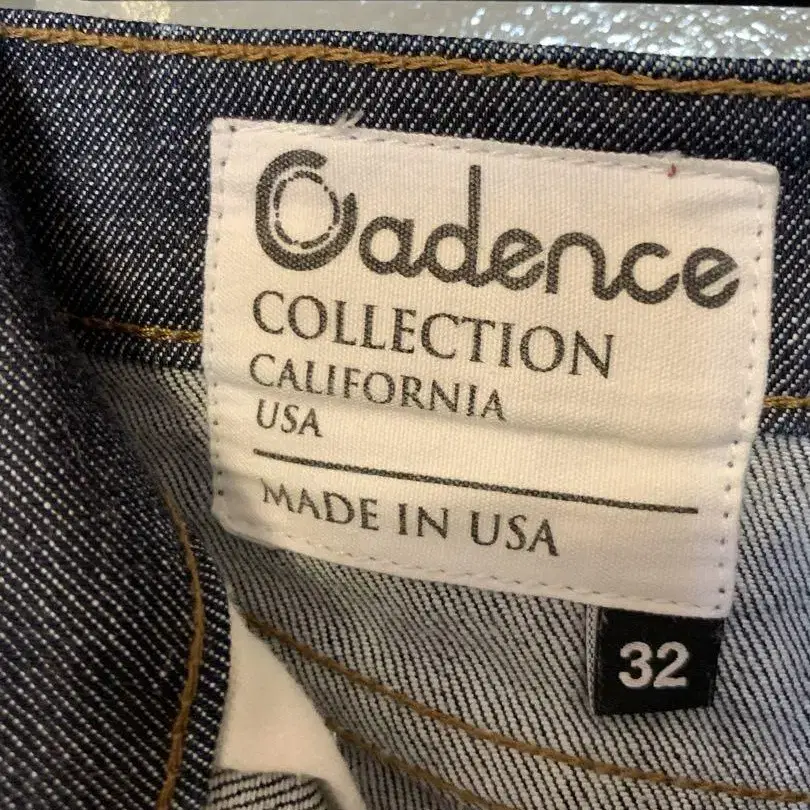 Cadence
COLLECTION
CALIFORNIA
USA
MADE IN USA
32